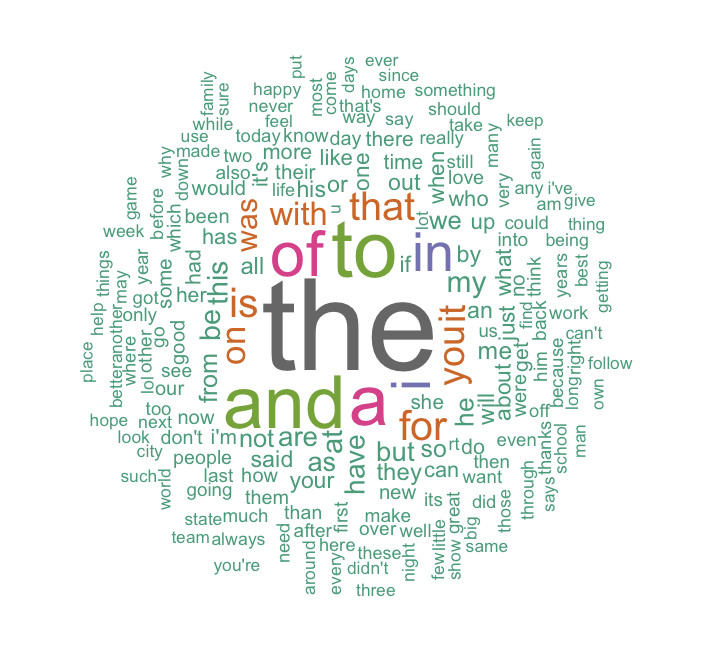 put
ever
days
since
family
sure
happy
most
come
home
something
never
that's
should
while
feel
way
say
take
keep
use
today
know
day
there
really
many
again
why
made
two
more
like
one
time
still
down
also
it's
their
out
when
love
very
any
i've
game
before
which
would
life
his
or
who
am
give
was
with
u
that
lot
we
up
could
thing
week
been
has
of
to
in
by
into
being
things
year
some
had
this
all
if
my
what
no
think
years
best
getting
may
got
her
is
the
an
just
find
back
work
help
only
go
be
on
us
you
it
me
can't
place
better
another
where
lol
other
see
good
from
our
and
a
i
she
he
will
about
e
were
get
him
because
long
right
follow
own
hope
too
next
now
don't
i'm
not
are
at
for
but
so
rt
do
off
even
thanks
school
man
look
city
people
said
as
have
they
can
then
want
such
world
last
how
your
new
its
did
those
through
says
going
them
state
much
than
first
make
great
big
team
always
need
after
here
over
well
same
you're
around
every
these
didn't
night
few
little
show
three